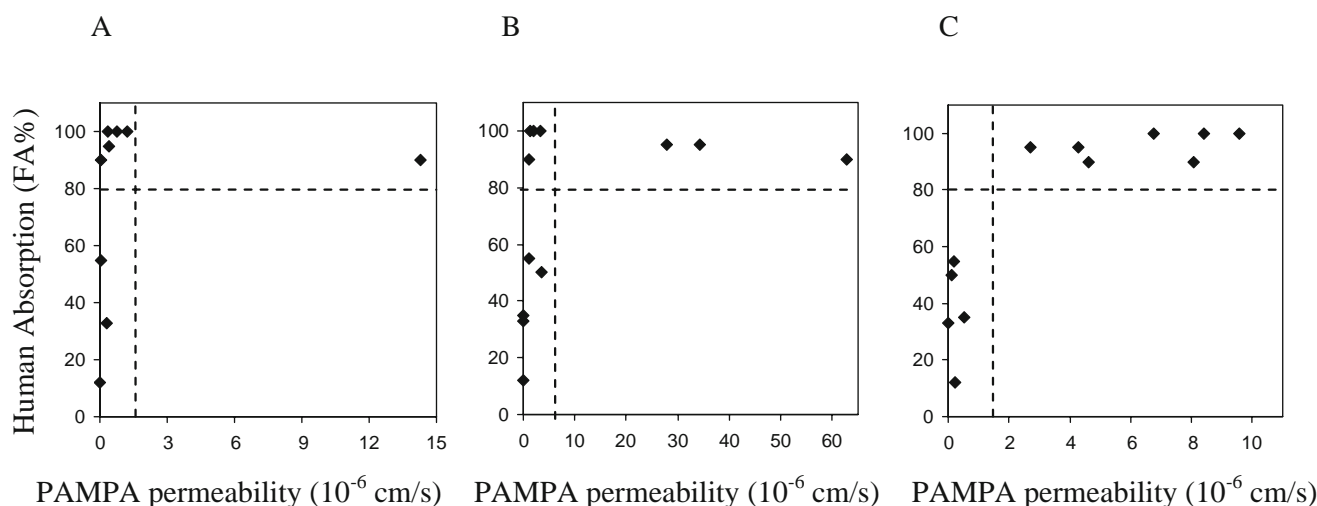 A B C
Human Absorption (FA%)
100 100 100
80 80 80
60 60 60
40 40 40
20 20 20
0 0 0
0 3 6 9 12 15 0 10 20 30 40 50 60 0 2 4 6 8 10
PAMPA permeability (10⁻⁶ cm/s) PAMPA permeability (10⁻⁶ cm/s) PAMPA permeability (10⁻⁶ cm/s)